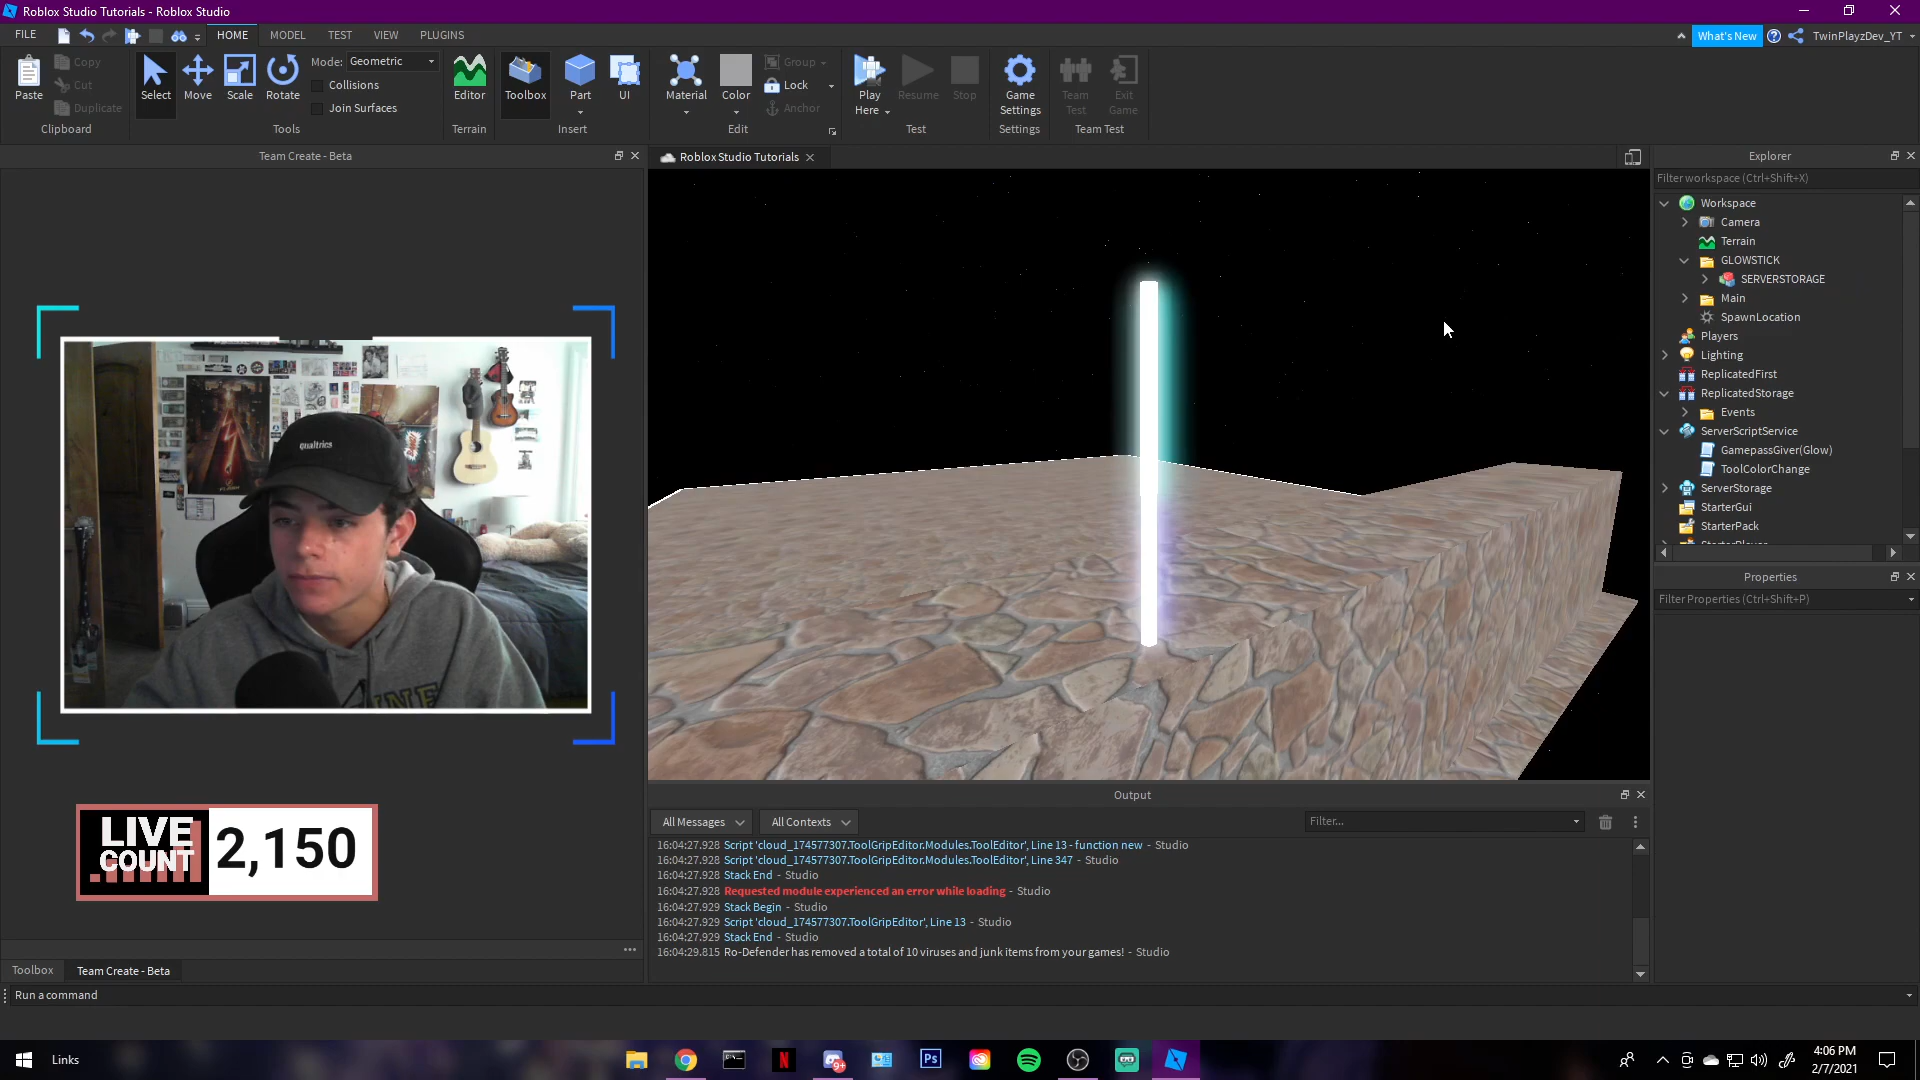 Roblox Studio Tutorials - Roblox Studio
FILE
HOME
MODEL
TEST
VIEW
PLUGINS
What's New
TwinPlayzDev_YT
Paste
Copy
Cut
Duplicate
Clipboard
Select
Move
Scale
Rotate
Mode: Geometric
Collisions
Join Surfaces
Tools
Editor
Terrain
Toolbox
Part
UI
Insert
Material
Color
Group
Lock
Anchor
Edit
Play
Here
Resume
Stop
Test
Game
Settings
Settings
Team
Test
Exit
Game
Team Test
Team Create - Beta
Roblox Studio Tutorials
Explorer
Filter workspace (Ctrl+Shift+X)
Workspace
Camera
Terrain
GLOWSTICK
SERVERSTORAGE
Main
SpawnLocation
Players
Lighting
ReplicatedFirst
ReplicatedStorage
Events
ServerScriptService
GamepassGiver(Glow)
ToolColorChange
ServerStorage
StarterGui
StarterPack
StarterPlayer
Properties
Filter Properties (Ctrl+Shift+P)
qualtrics
LIVE
COUNT
2,150
Output
All Messages
All Contexts
Filter...
16:04:27.928 Script 'cloud_174577307.ToolGripEditor.Modules.ToolEditor', Line 13 - function new - Studio
16:04:27.928 Script 'cloud_174577307.ToolGripEditor.Modules.ToolEditor', Line 347 - Studio
16:04:27.928 Stack End - Studio
16:04:27.928 Requested module experienced an error while loading - Studio
16:04:27.929 Stack Begin - Studio
16:04:27.929 Script 'cloud_174577307.ToolGripEditor', Line 13 - Studio
16:04:27.929 Stack End - Studio
16:04:29.815 Ro-Defender has removed a total of 10 viruses and junk items from your games! - Studio
Toolbox
Team Create - Beta
Run a command
Links
N
9+
Ps
4:06 PM
2/7/2021